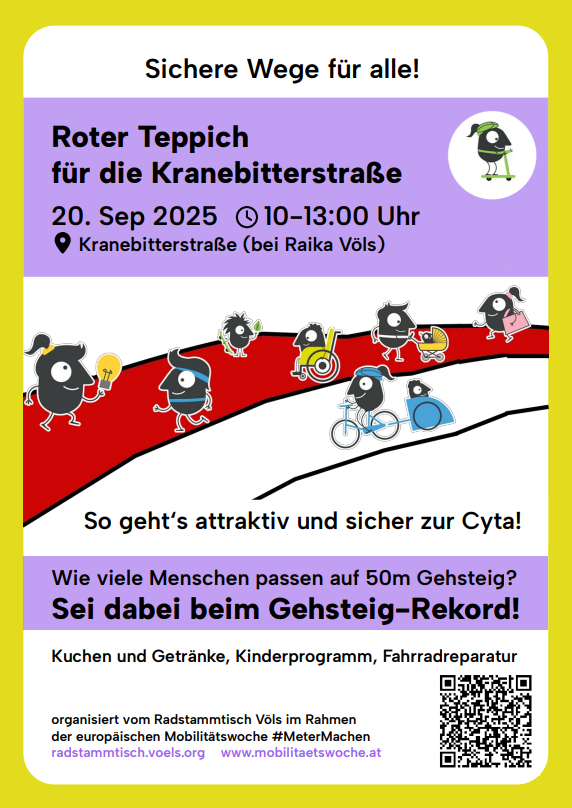 Sichere Wege für alle!
Roter Teppich
für die Kranebitterstraße
20. Sep 2025 10–13:00 Uhr
Kranebitterstraße (bei Raika Völs)
So geht‘s attraktiv und sicher zur Cyta!
Wie viele Menschen passen auf 50m Gehsteig?
Sei dabei beim Gehsteig–Rekord!
Kuchen und Getränke, Kinderprogramm, Fahrradreparatur
organisiert vom Radstammtisch Völs im Rahmen
der europäischen Mobilitätswoche #MeterMachen
radstammtisch.voels.org www.mobilitaetswoche.at